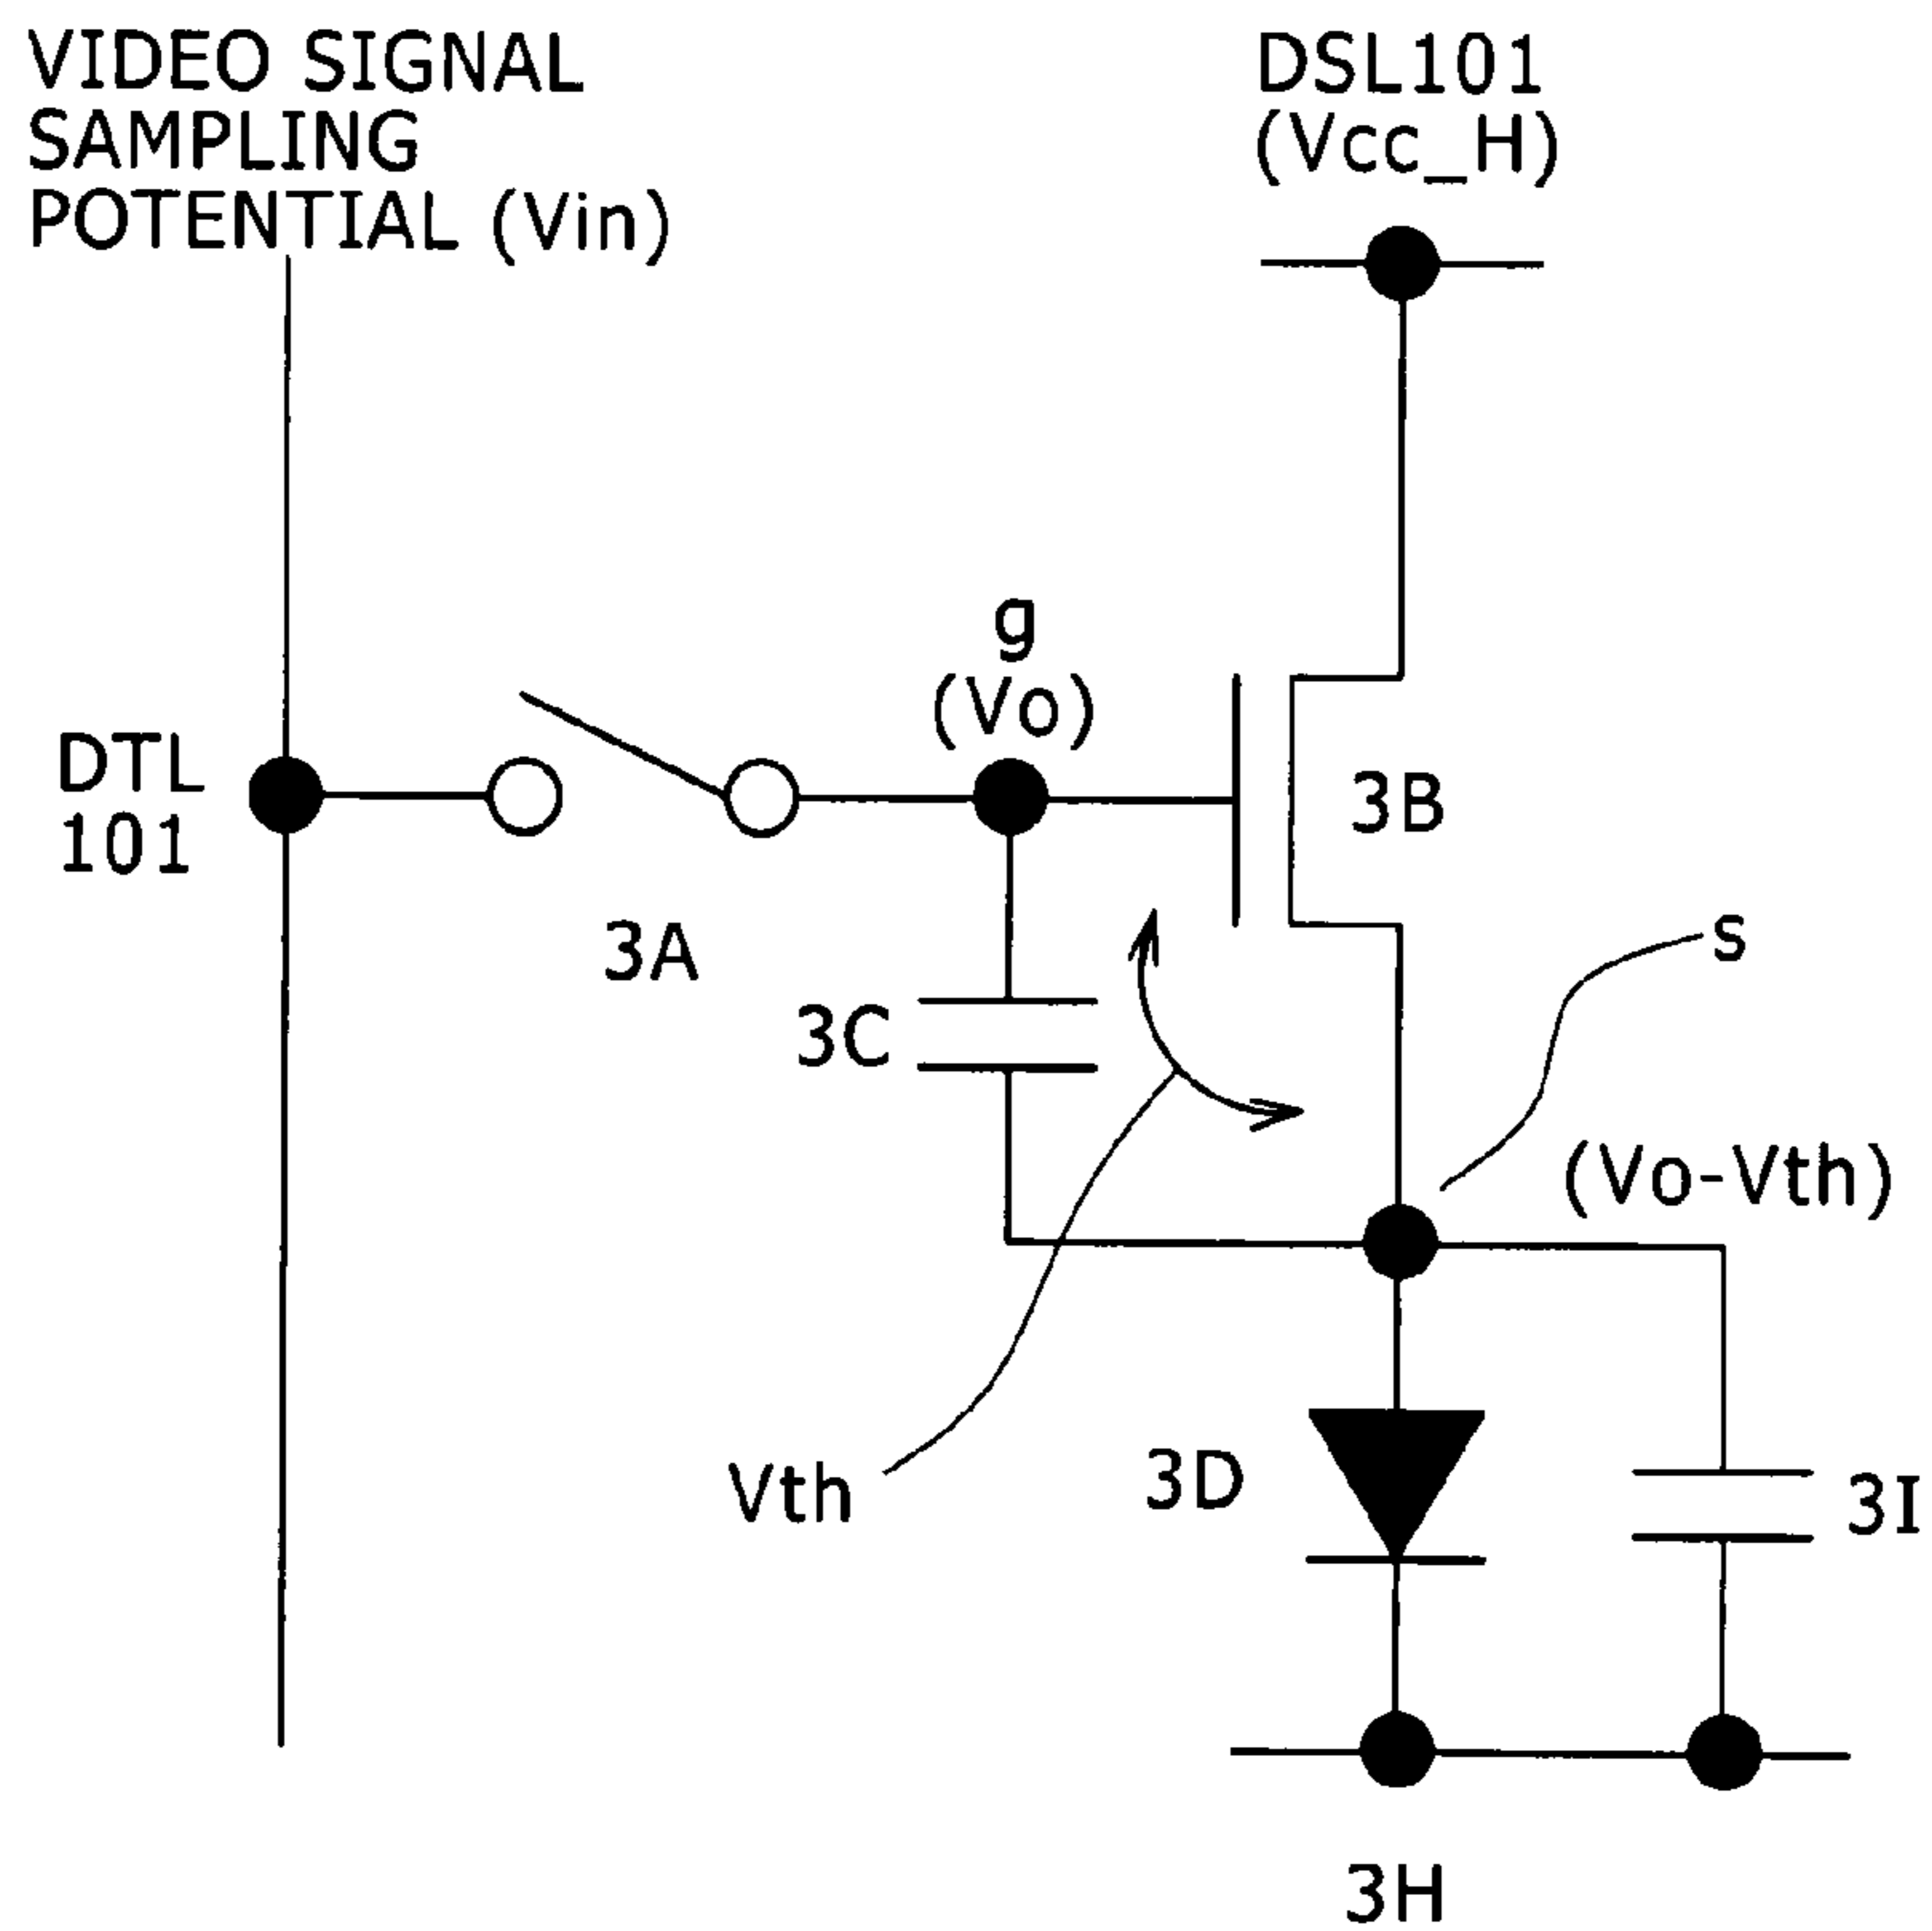 VIDEO SIGNAL
SAMPLING
POTENTIAL (Vin)
DSL101
(Vcc_H)
g
(Vo)
DTL
101
3B
3A
s
3C
(Vo-Vth)
Vth
3D
3I
3H